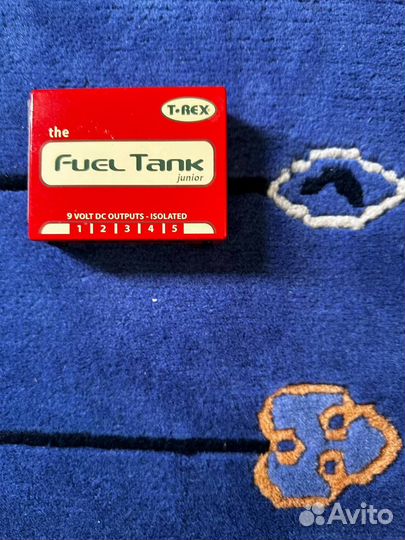 T-REX
the
FUEL TANK
junior
9 VOLT DC OUTPUTS - ISOLATED
1 2 3 4 5
Avito